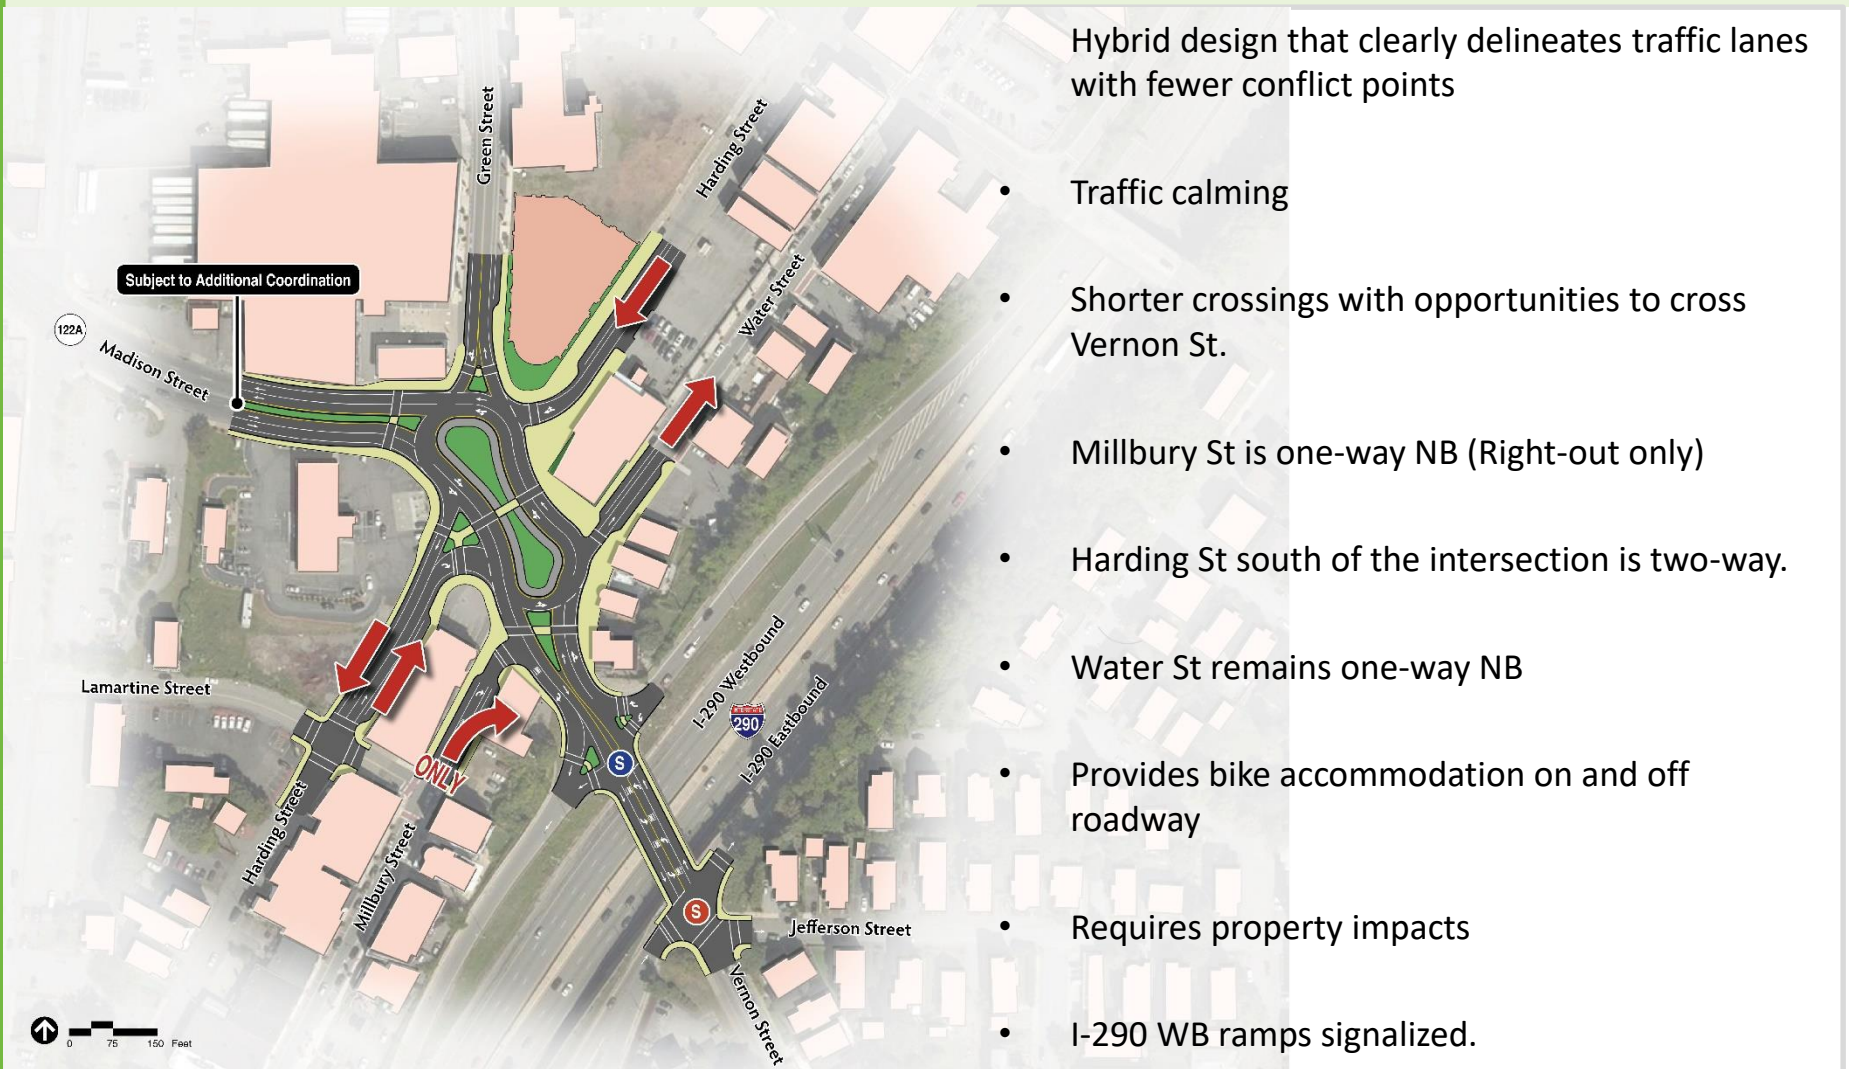 Hybrid design that clearly delineates traffic lanes
with fewer conflict points
• Traffic calming
• Shorter crossings with opportunities to cross
Vernon St.
• Millbury St is one-way NB (Right-out only)
• Harding St south of the intersection is two-way.
• Water St remains one-way NB
• Provides bike accommodation on and off
roadway
• Requires property impacts
• I-290 WB ramps signalized.
Green Street
Harding Street
Water Street
Subject to Additional Coordination
122A
Madison Street
Lamartine Street
I-290 Westbound
290
I-290 Eastbound
S
ONLY
Harding Street
Millbury Street
S
Jefferson Street
Vernon Street
0 75 150 Feet